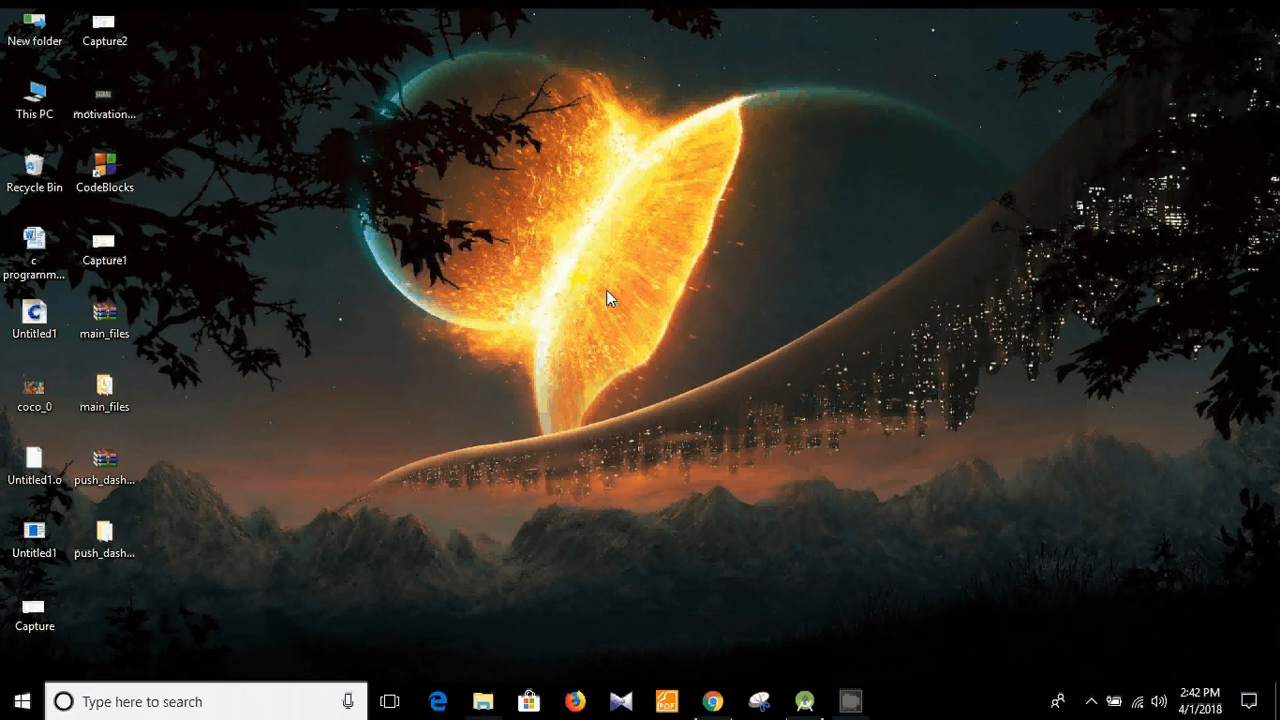 New folder
Capture2
This PC
motivation...
Recycle Bin
CodeBlocks
c
programm...
Capture1
Untitled1
main_files
coco_0
main_files
Untitled1.o
push_dash...
Untitled1
push_dash...
Capture
Type here to search
PDF
2:42 PM
4/1/2018